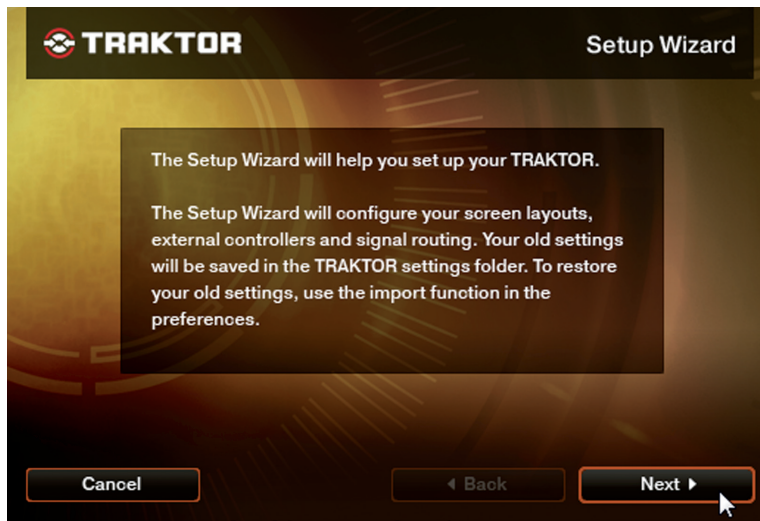 TRAKTOR
Setup Wizard
The Setup Wizard will help you set up your TRAKTOR.
The Setup Wizard will configure your screen layouts,
external controllers and signal routing. Your old settings
will be saved in the TRAKTOR settings folder. To restore
your old settings, use the import function in the
preferences.
Cancel
Back
Next